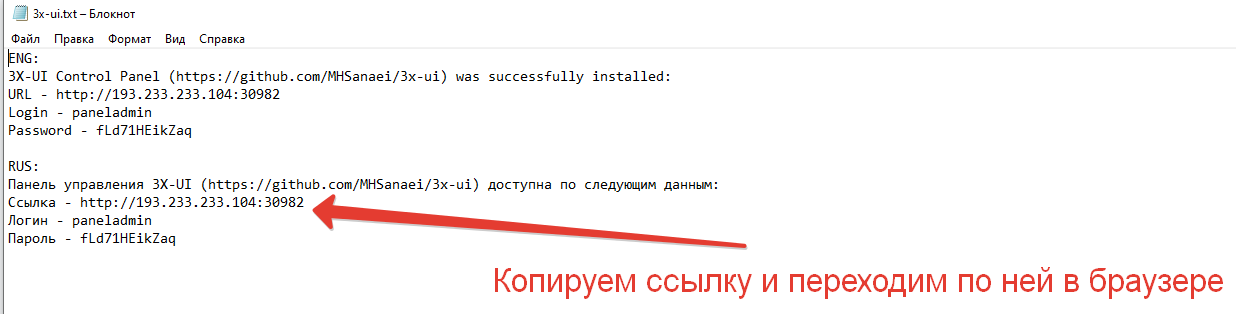 3x-ui.txt – Блокнот
Файл Правка Формат Вид Справка
ENG:
3X-UI Control Panel (https://github.com/MHSanaei/3x-ui) was successfully installed:
URL - http://193.233.233.104:30982
Login - paneladmin
Password - fLd71HEikZaq

RUS:
Панель управления 3X-UI (https://github.com/MHSanaei/3x-ui) доступна по следующим данным:
Ссылка - http://193.233.233.104:30982
Логин - paneladmin
Пароль - fLd71HEikZaq
Копируем ссылку и переходим по ней в браузере